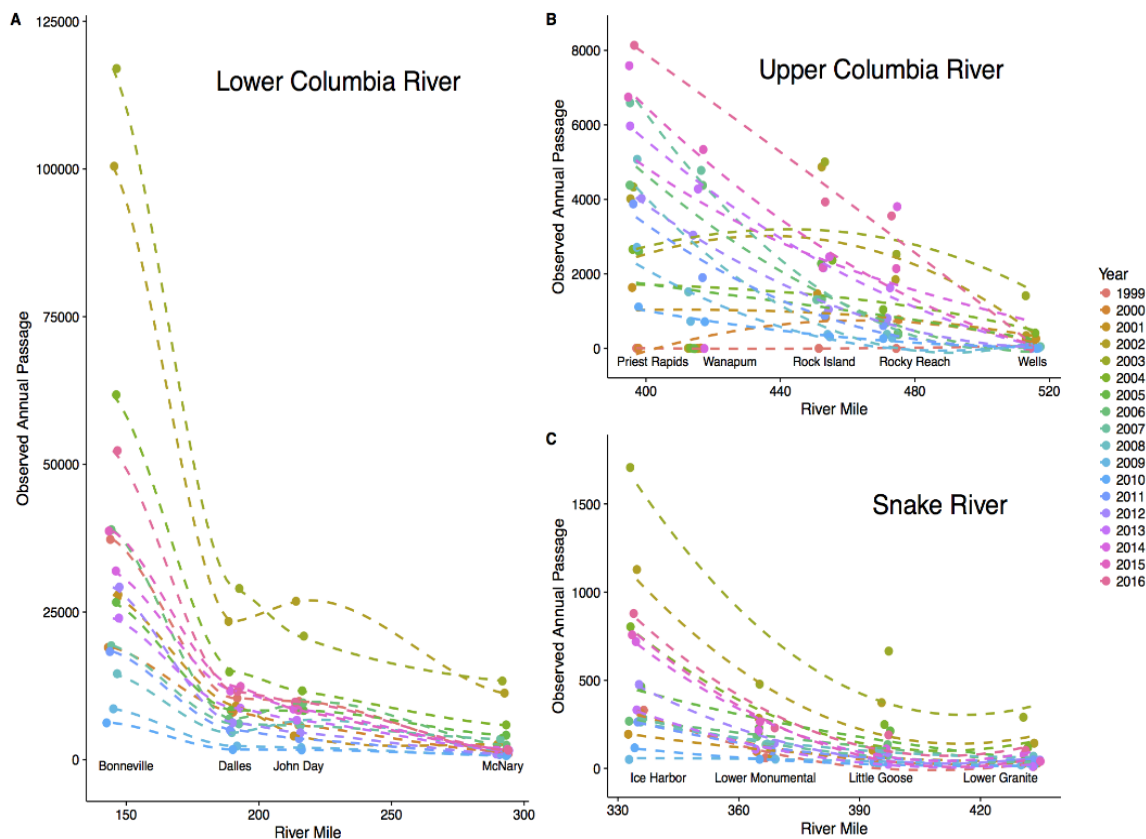 A
Lower Columbia River
Observed Annual Passage
125000
100000
75000
50000
25000
0
Bonneville
Dalles
John Day
McNary
150
200
250
300
River Mile
B
Upper Columbia River
Observed Annual Passage
8000
6000
4000
2000
0
Priest Rapids
Wanapum
Rock Island
Rocky Reach
Wells
400
440
480
520
River Mile
C
Snake River
Observed Annual Passage
1500
1000
500
0
Ice Harbor
Lower Monumental
Little Goose
Lower Granite
330
360
390
420
River Mile
Year
1999
2000
2001
2002
2003
2004
2005
2006
2007
2008
2009
2010
2011
2012
2013
2014
2015
2016